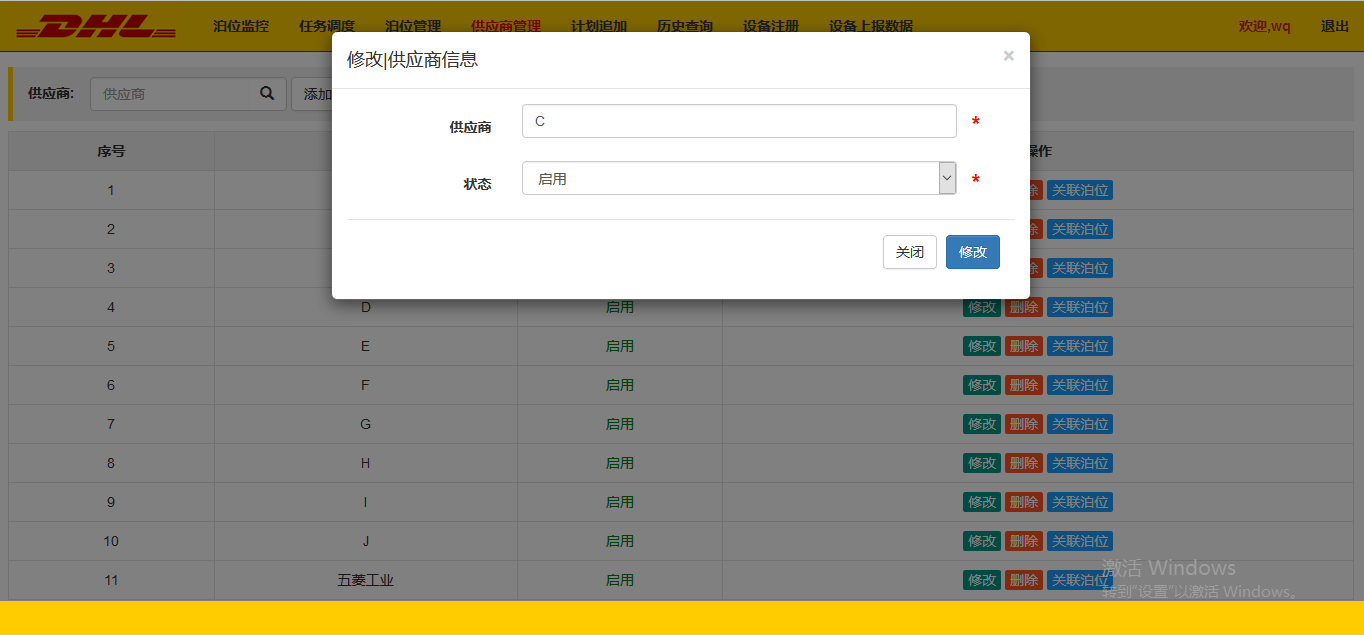 DHL 泊位监控 任务调度 泊位管理 供应商管理 计划追加 历史查询 设备注册 设备上报数据 欢迎,wq 退出
修改|供应商信息 ×
供应商: 供应商 添加
供应商 C *
状态 启用 *
关闭 修改
序号 操作
1 除 关联泊位
2 除 关联泊位
3 除 关联泊位
4 D 启用 修改 删除 关联泊位
5 E 启用 修改 删除 关联泊位
6 F 启用 修改 删除 关联泊位
7 G 启用 修改 删除 关联泊位
8 H 启用 修改 删除 关联泊位
9 I 启用 修改 删除 关联泊位
10 J 启用 修改 删除 关联泊位
11 五菱工业 启用 修改 删除 关联泊位
激活 Windows
转到"设置"以激活 Windows。